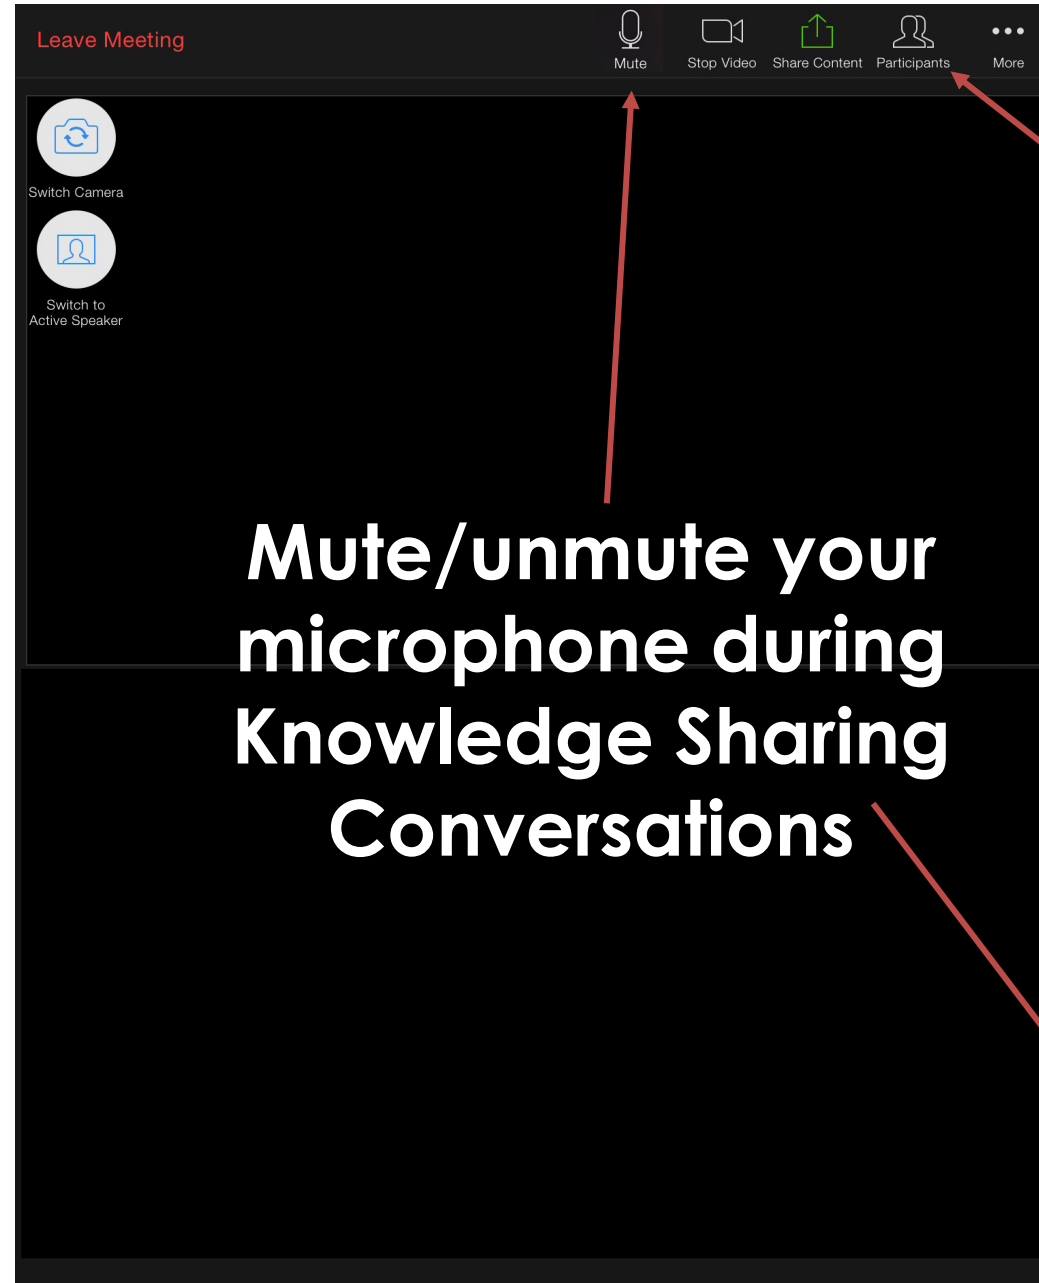 Leave Meeting
Mute
Stop Video
Share Content
Participants
More
Switch Camera
Switch to
Active Speaker
Mute/unmute your
microphone during
Knowledge Sharing
Conversations